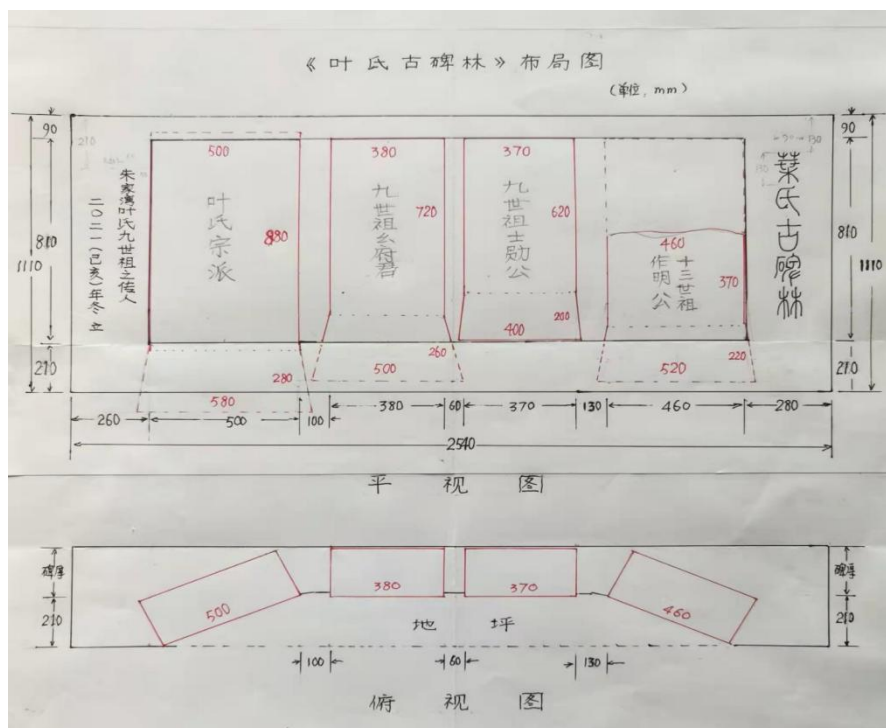 《叶氏古碑林》布局图
(单位, mm)
90
810
1110
210
朱家湾叶氏九世祖之传人
二〇二一(己亥)年冬立
500
叶氏宗派
880
280
580
380
720
九世祖么府君
260
500
370
九世祖士勋公
620
200
400
460
十三世祖
作明公
370
220
520
葉氏古碑林
90
810
1110
210
260
500
100
380
60
370
130
460
280
2540
平视图
碑厚
210
500
380
370
460
地坪
碑厚
210
100
60
130
俯视图